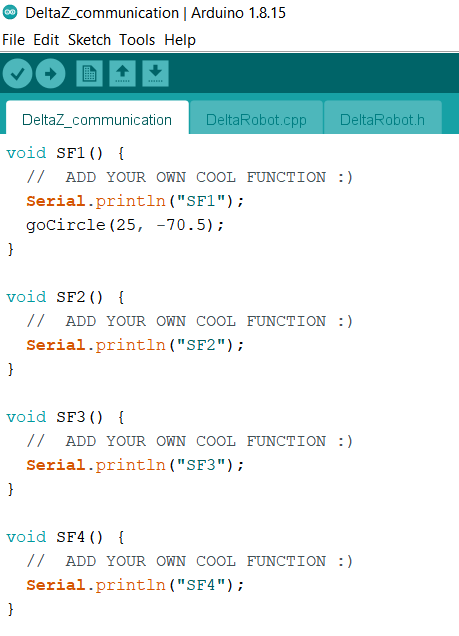 DeltaZ_communication | Arduino 1.8.15
File Edit Sketch Tools Help
DeltaZ_communication DeltaRobot.cpp DeltaRobot.h
void SF1() {
  //  ADD YOUR OWN COOL FUNCTION :)
  Serial.println("SF1");
  goCircle(25, -70.5);
}

void SF2() {
  //  ADD YOUR OWN COOL FUNCTION :)
  Serial.println("SF2");
}

void SF3() {
  //  ADD YOUR OWN COOL FUNCTION :)
  Serial.println("SF3");
}

void SF4() {
  //  ADD YOUR OWN COOL FUNCTION :)
  Serial.println("SF4");
}